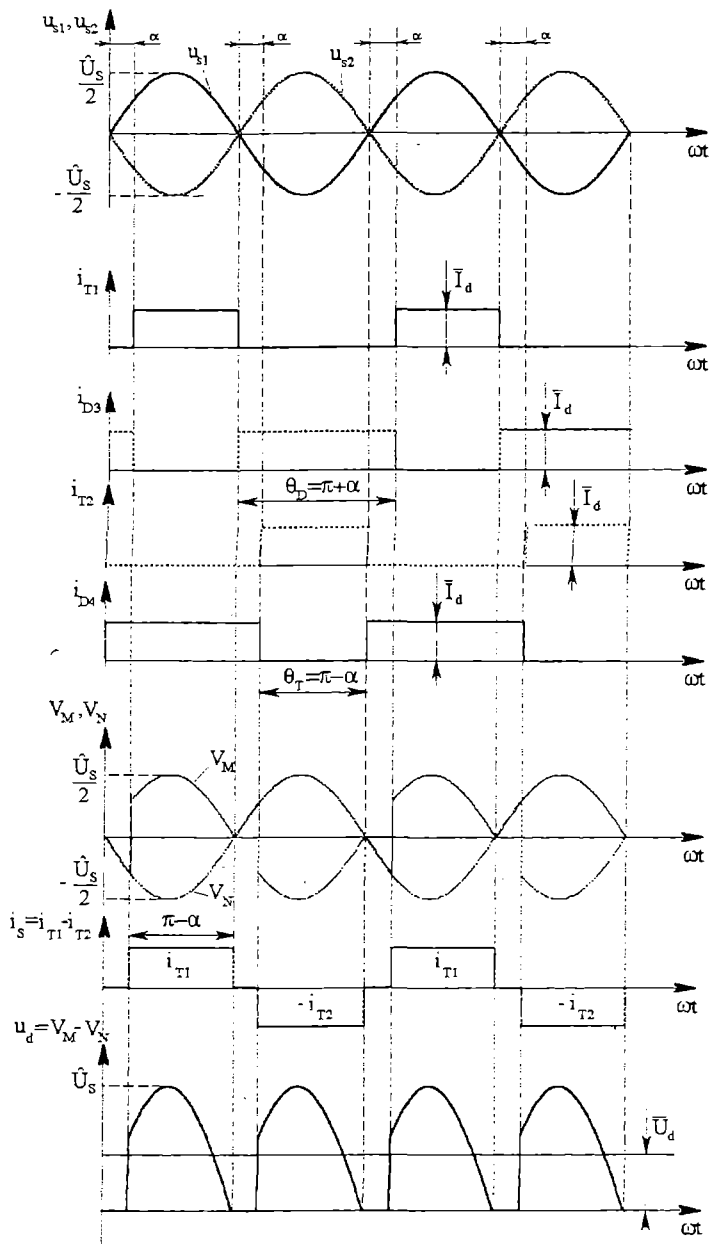 u_s1, u_s2
α α α α
u_s1 u_s2
Û_S/2
ωt
-Û_S/2
i_T1
Ī_d
ωt
i_D3
Ī_d
ωt
i_T2
θ_D=π+α
Ī_d
ωt
i_D4
Ī_d
ωt
θ_T=π-α
V_M, V_N
V_M
Û_S/2
ωt
-Û_S/2
V_N
i_S=i_T1-i_T2
π-α
i_T1 i_T1
ωt
-i_T2 -i_T2
u_d=V_M-V_N
Û_S
Ū_d
ωt